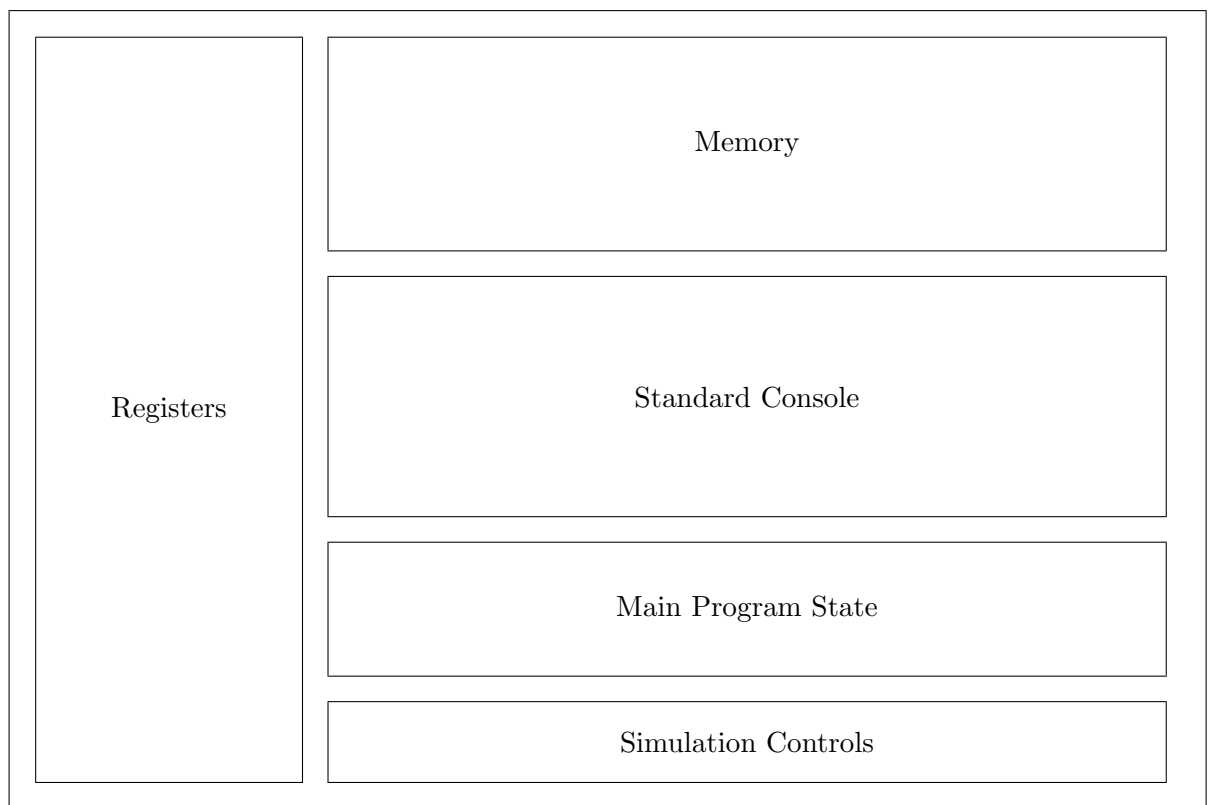 Registers
Memory
Standard Console
Main Program State
Simulation Controls